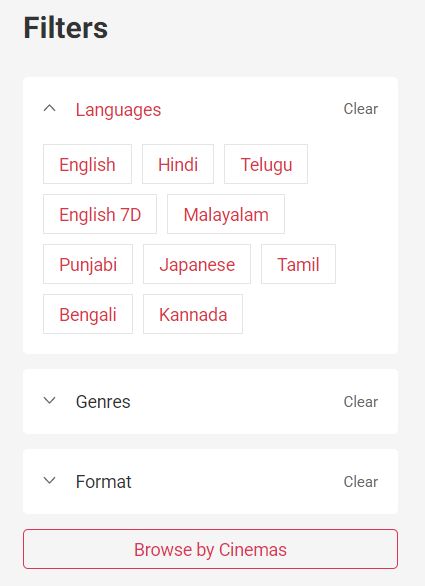 Filters
Languages Clear
English Hindi Telugu
English 7D Malayalam
Punjabi Japanese Tamil
Bengali Kannada
Genres Clear
Format Clear
Browse by Cinemas